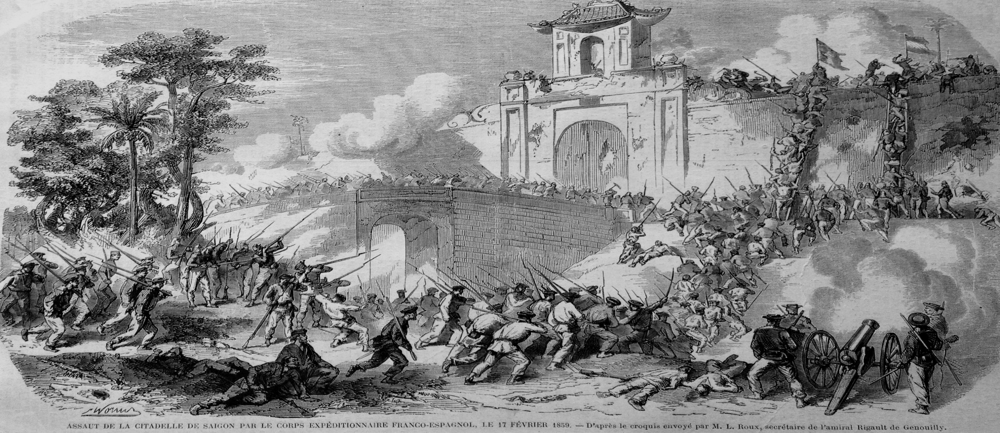 Worms
ASSAUT DE LA CITADELLE DE SAIGON PAR LE CORPS EXPÉDITIONNAIRE FRANCO-ESPAGNOL, LE 17 FÉVRIER 1859. — D'après le croquis envoyé par M. L. Roux, secrétaire de l'amiral Rigault de Genouilly.